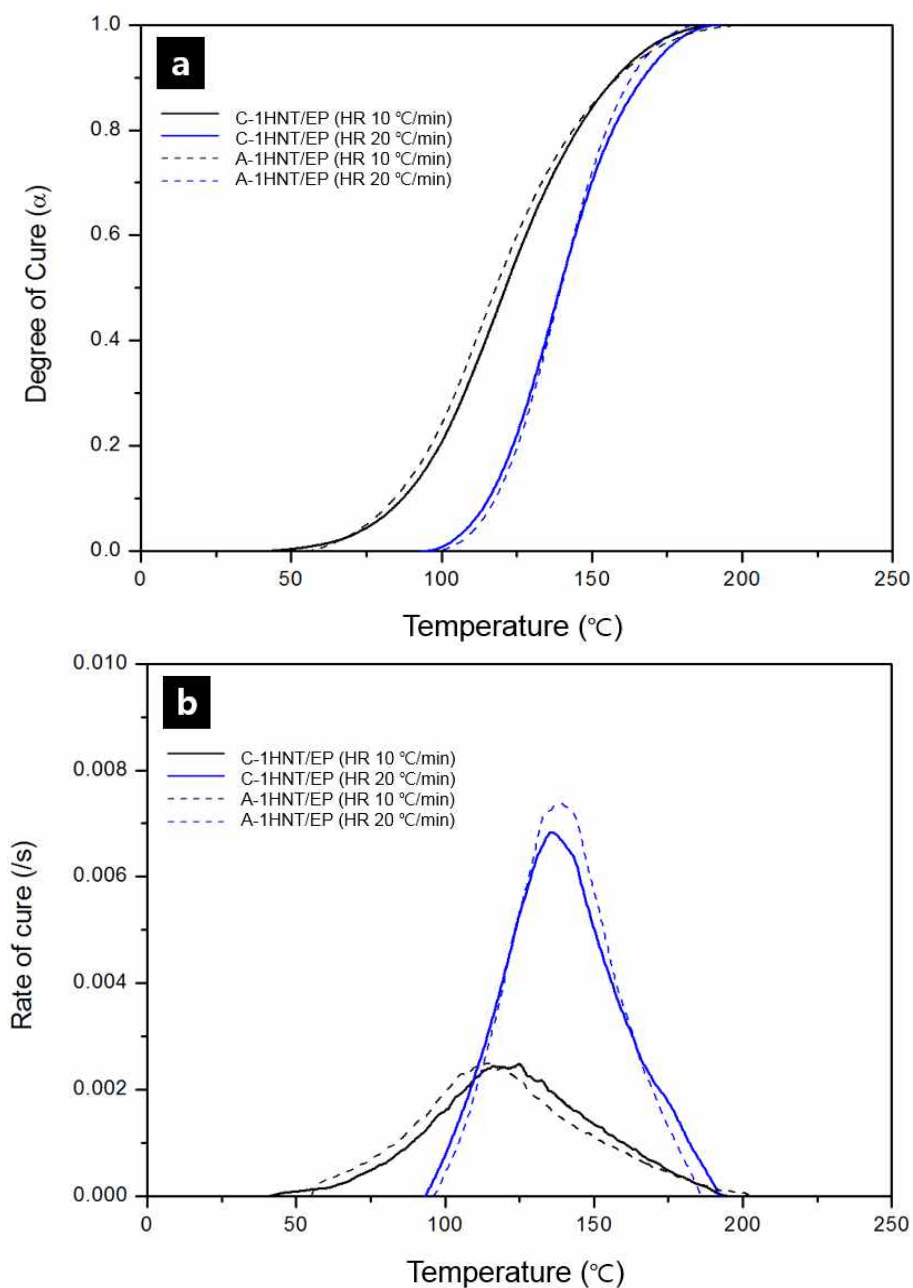 a
C-1HNT/EP (HR 10 ℃/min)
C-1HNT/EP (HR 20 ℃/min)
A-1HNT/EP (HR 10 ℃/min)
A-1HNT/EP (HR 20 ℃/min)
Degree of Cure (α)
1.0
0.8
0.6
0.4
0.2
0.0
0 50 100 150 200 250
Temperature (℃)
b
C-1HNT/EP (HR 10 ℃/min)
C-1HNT/EP (HR 20 ℃/min)
A-1HNT/EP (HR 10 ℃/min)
A-1HNT/EP (HR 20 ℃/min)
Rate of cure (/s)
0.010
0.008
0.006
0.004
0.002
0.000
0 50 100 150 200 250
Temperature (℃)